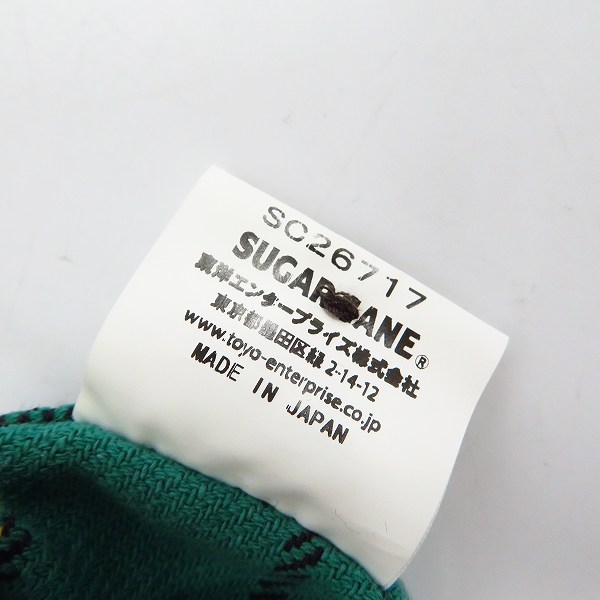 SC26717
SUGAR CANE®
東洋エンタープライズ株式会社
東京都墨田区緑 2-14-12
www.toyo-enterprise.co.jp
MADE IN JAPAN